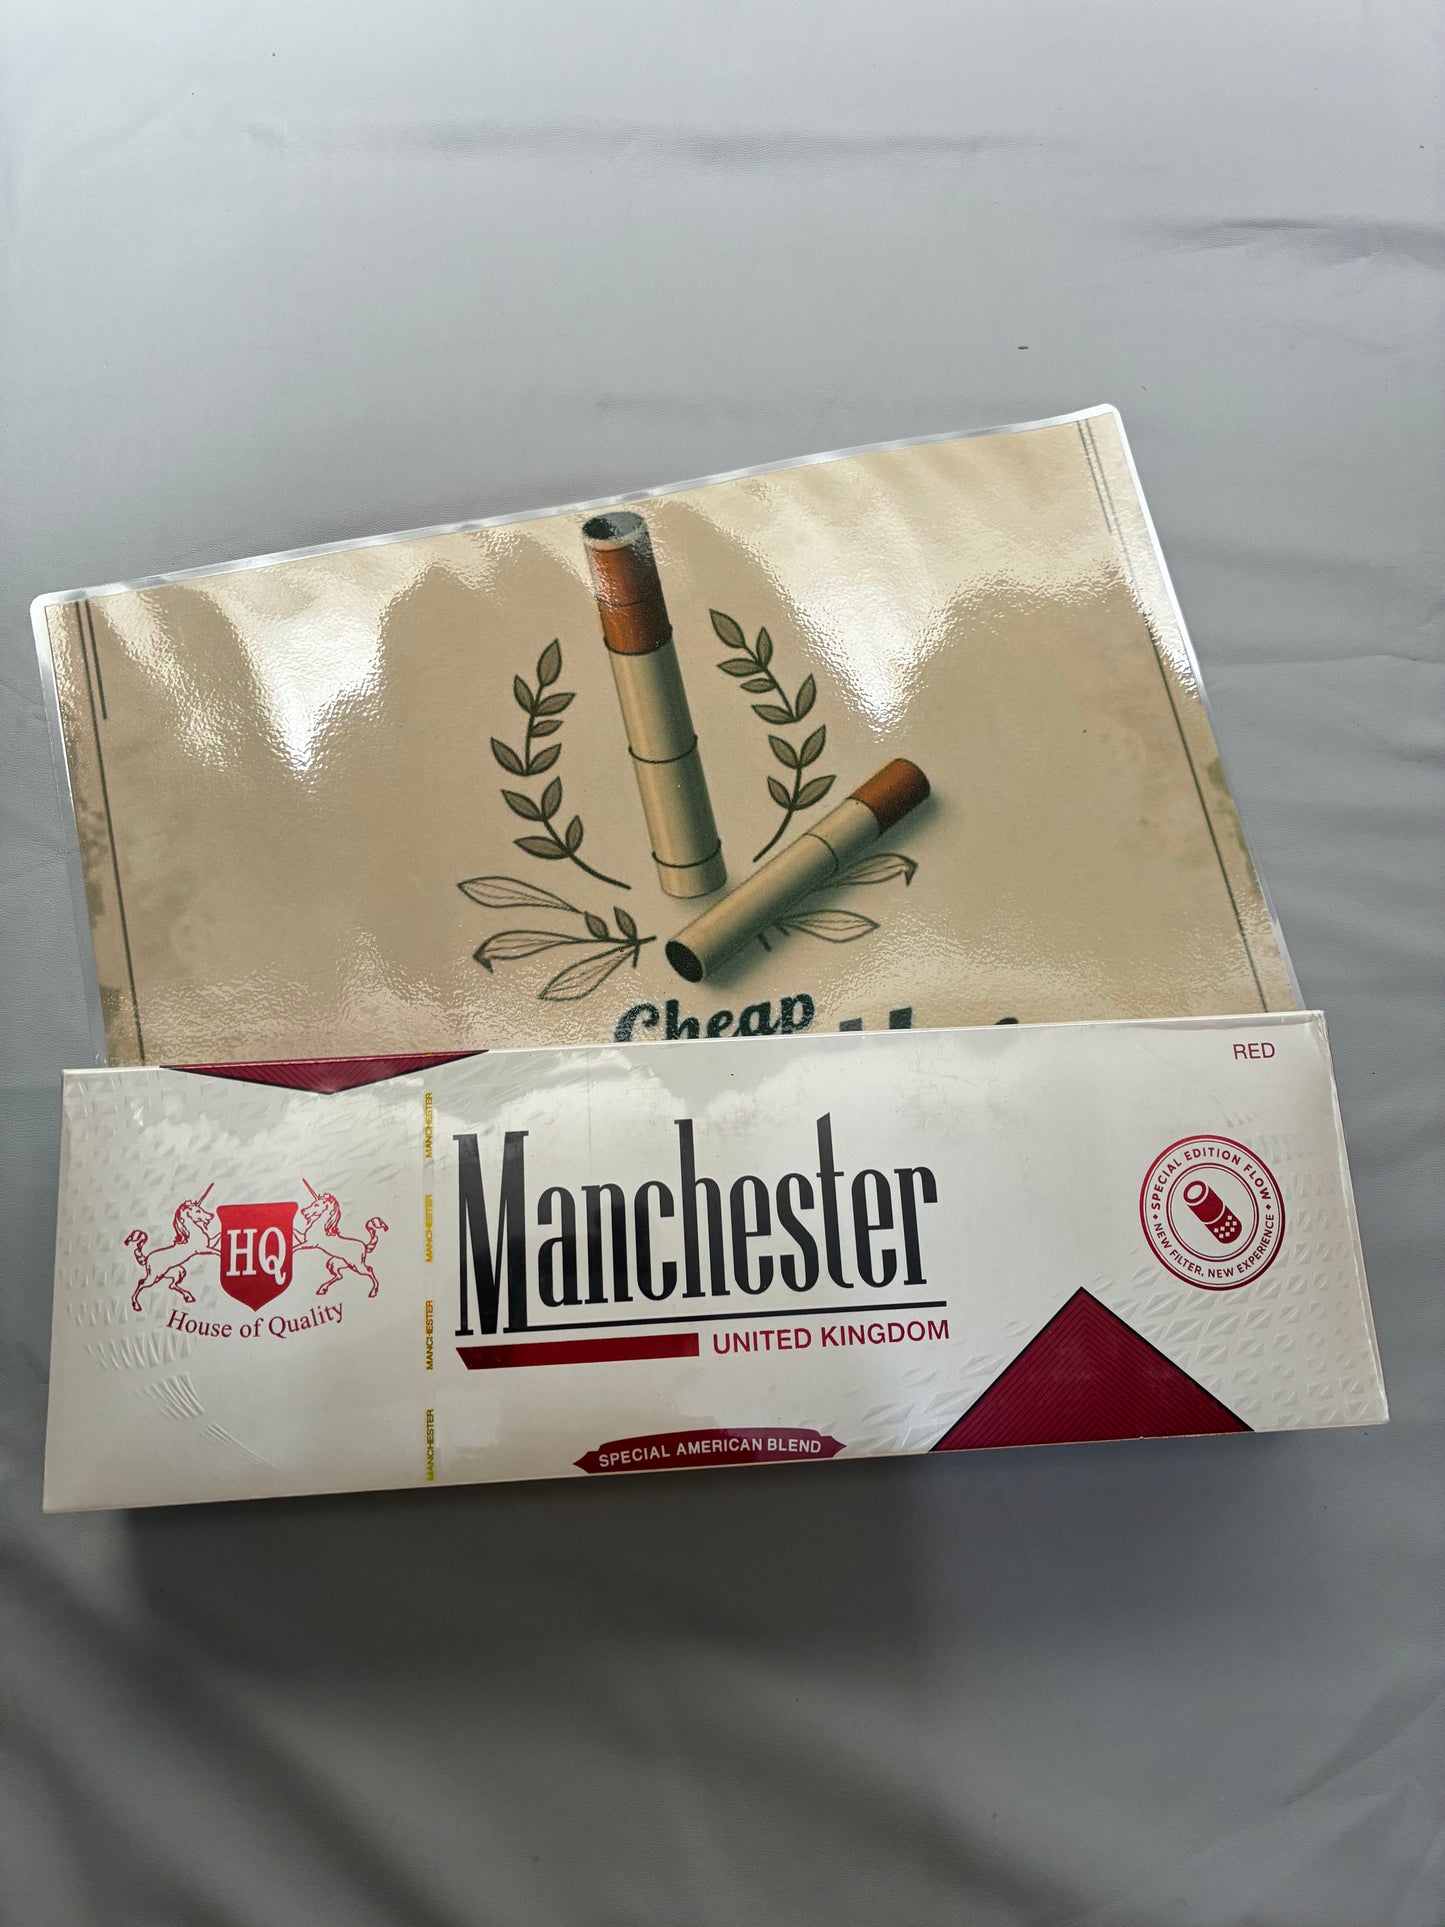 Cheap
RED
MANCHESTER
MANCHESTER
MANCHESTER
MANCHESTER
HQ
House of Quality
Manchester
UNITED KINGDOM
SPECIAL EDITION FLOW
NEW FILTER, NEW EXPERIENCE
SPECIAL AMERICAN BLEND